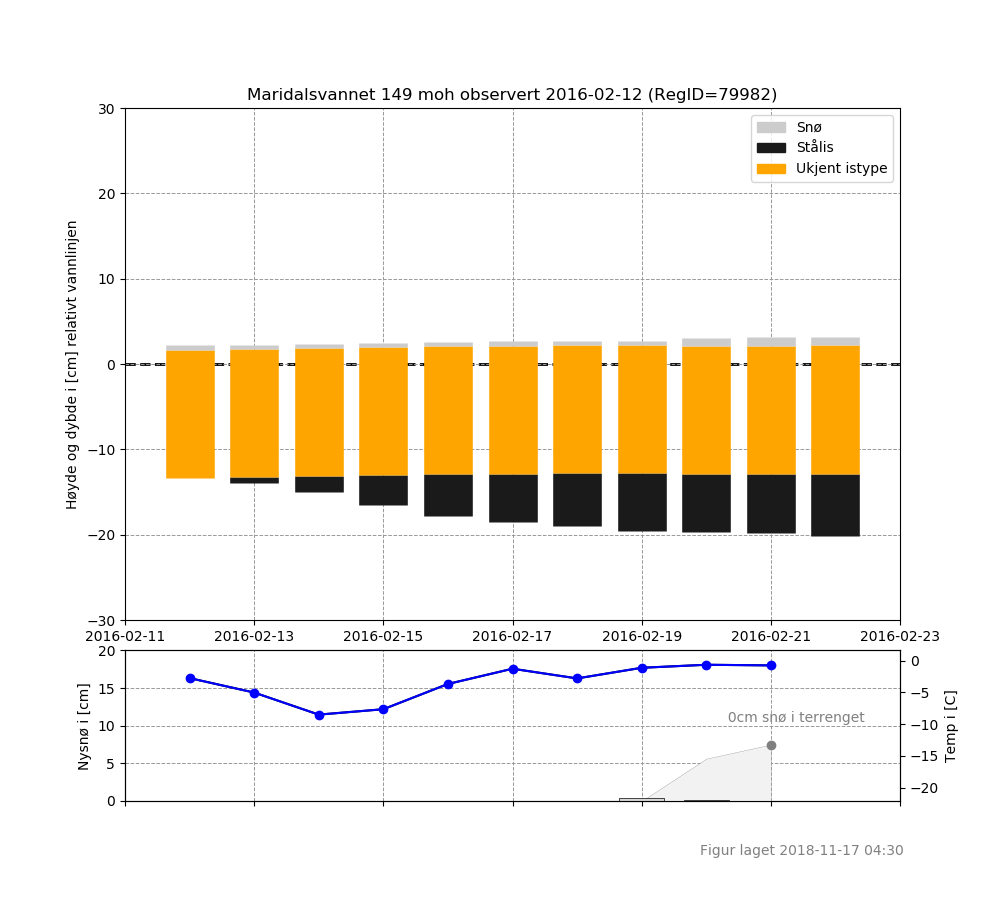 Maridalsvannet 149 moh observert 2016-02-12 (RegID=79982)
30
20
10
0
−10
−20
−30
Høyde og dybde i [cm] relativt vannlinjen
Snø
Stålis
Ukjent istype
2016-02-11 2016-02-13 2016-02-15 2016-02-17 2016-02-19 2016-02-21 2016-02-23
20
15
10
5
0
Nysnø i [cm]
0cm snø i terrenget
0
−5
−10
−15
−20
Temp i [C]
Figur laget 2018-11-17 04:30